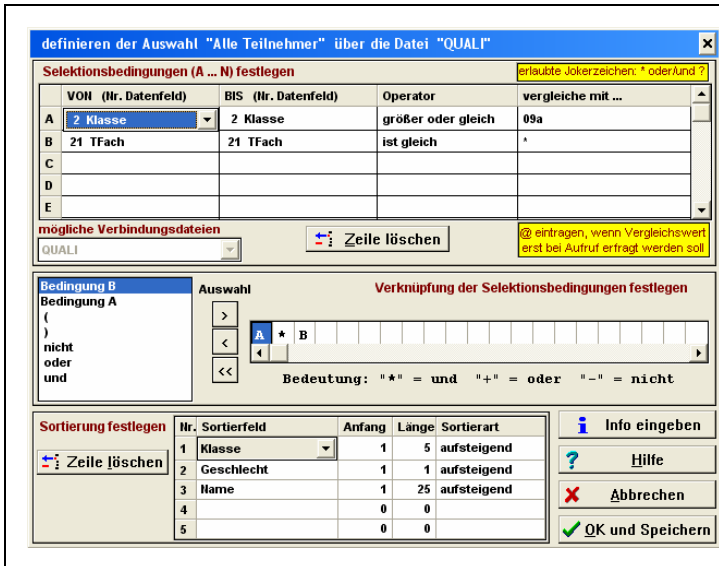 definieren der Auswahl "Alle Teilnehmer" über die Datei "QUALI"
Selektionsbedingungen (A ... N) festlegen
erlaubte Jokerzeichen: * oder/und ?
VON (Nr. Datenfeld) BIS (Nr. Datenfeld) Operator vergleiche mit ...
A 2 Klasse 2 Klasse größer oder gleich 09a
B 21 TFach 21 TFach ist gleich *
C
D
E
mögliche Verbindungsdateien
QUALI
Zeile löschen
@ eintragen, wenn Vergleichswert
erst bei Aufruf erfragt werden soll
Bedingung B
Bedingung A
(
)
nicht
oder
und
Auswahl
>
<
<<
Verknüpfung der Selektionsbedingungen festlegen
A * B
Bedeutung: "*" = und "+" = oder "-" = nicht
Sortierung festlegen
Zeile löschen
Nr. Sortierfeld Anfang Länge Sortierart
1 Klasse 1 5 aufsteigend
2 Geschlecht 1 1 aufsteigend
3 Name 1 25 aufsteigend
4 0 0
5 0 0
Info eingeben
Hilfe
Abbrechen
OK und Speichern